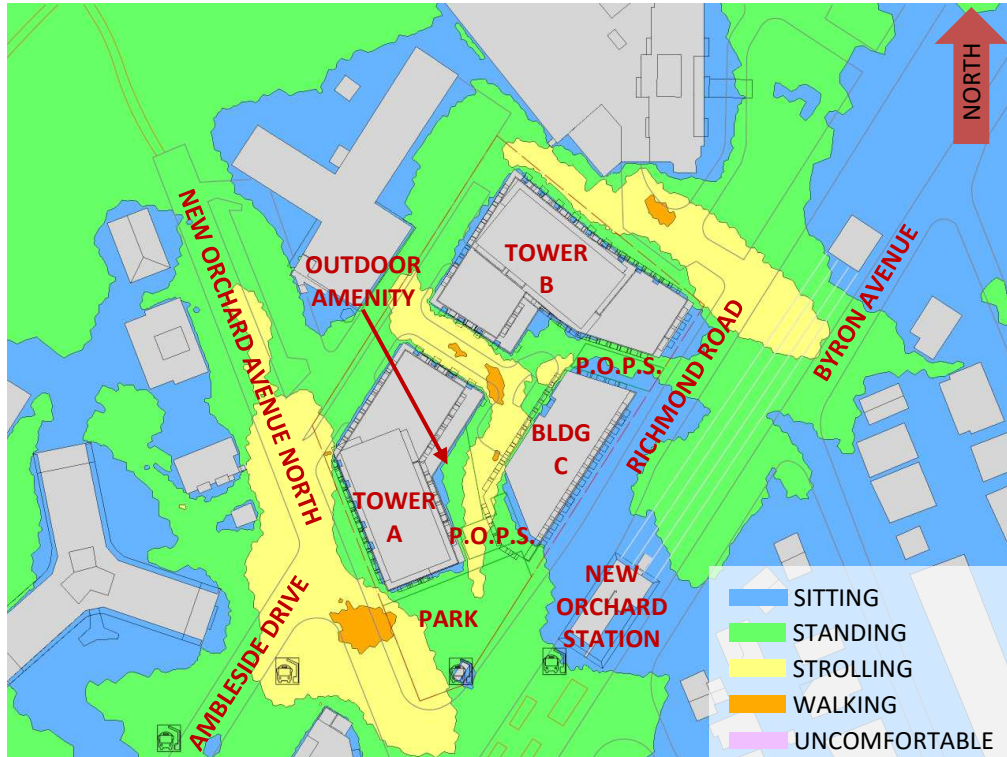 NORTH
NEW ORCHARD AVENUE NORTH
OUTDOOR
AMENITY
TOWER
B
BYRON AVENUE
RICHMOND ROAD
P.O.P.S.
BLDG
C
TOWER
A
P.O.P.S.
NEW
ORCHARD
STATION
PARK
AMBLESIDE DRIVE
SITTING
STANDING
STROLLING
WALKING
UNCOMFORTABLE